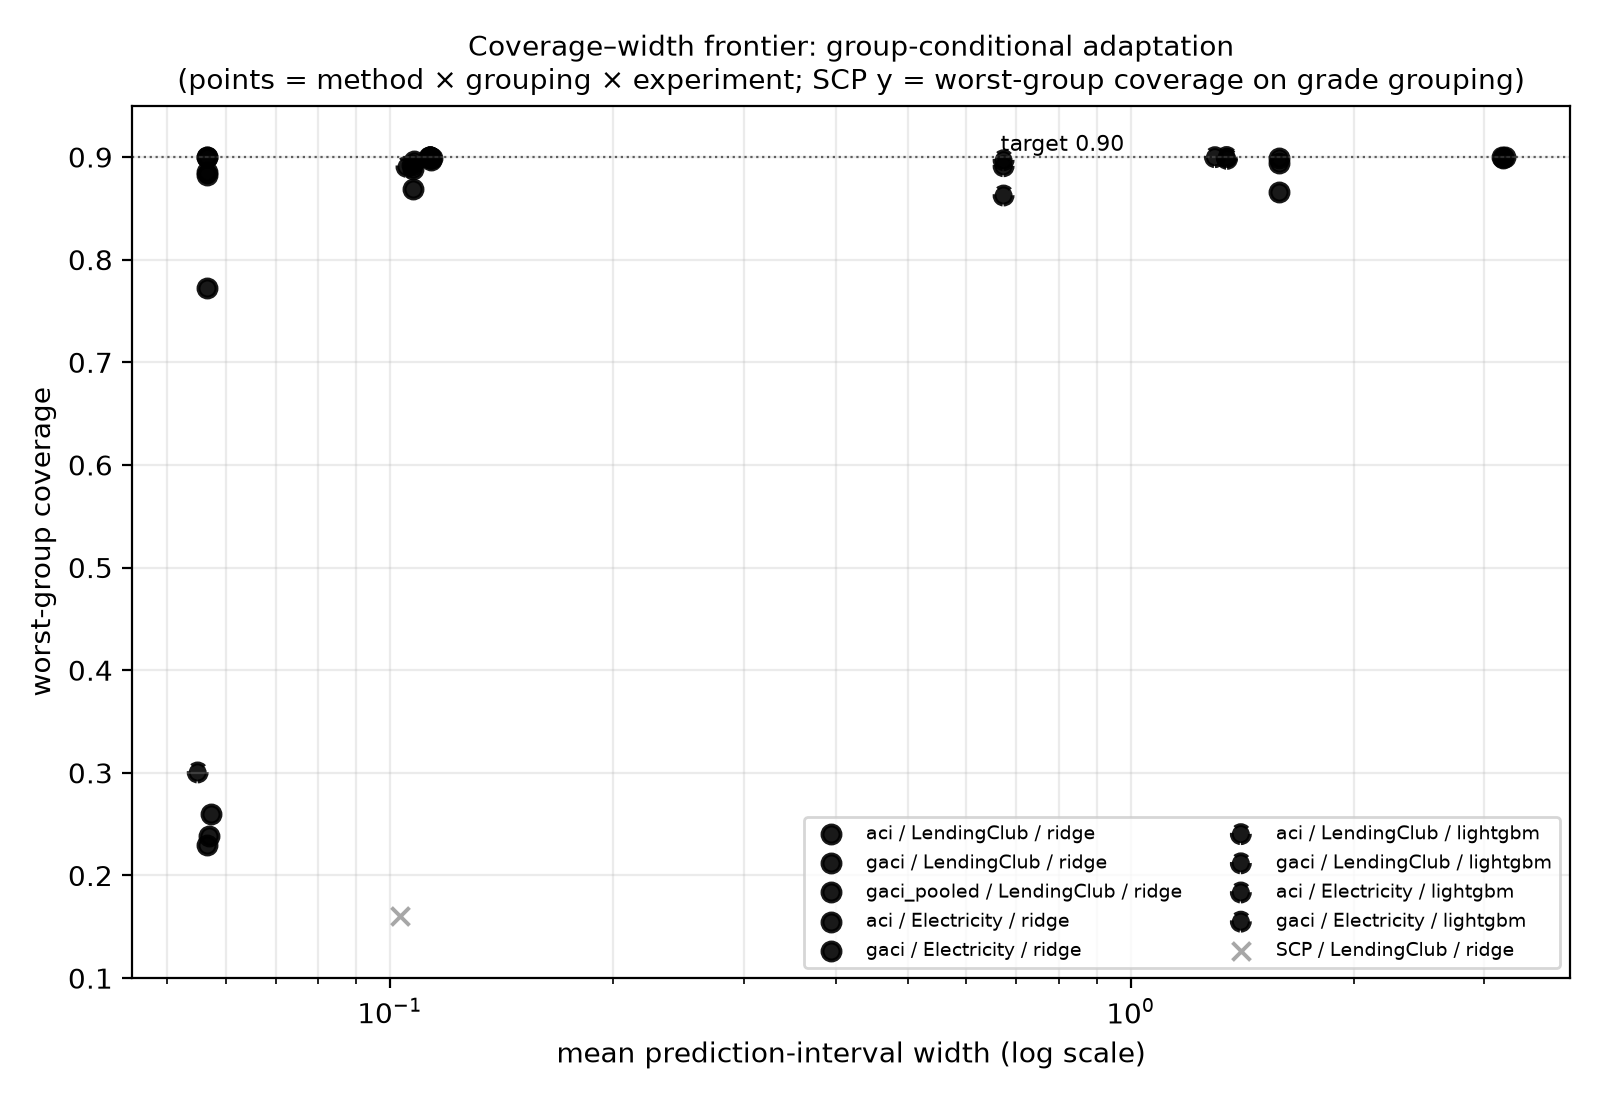 Coverage–width frontier: group-conditional adaptation
(points = method × grouping × experiment; SCP y = worst-group coverage on grade grouping)
target 0.90
0.9
0.8
0.7
0.6
0.5
0.4
0.3
0.2
0.1
worst-group coverage
aci / LendingClub / ridge
gaci / LendingClub / ridge
gaci_pooled / LendingClub / ridge
aci / Electricity / ridge
gaci / Electricity / ridge
aci / LendingClub / lightgbm
gaci / LendingClub / lightgbm
aci / Electricity / lightgbm
gaci / Electricity / lightgbm
SCP / LendingClub / ridge
10⁻¹
10⁰
mean prediction-interval width (log scale)